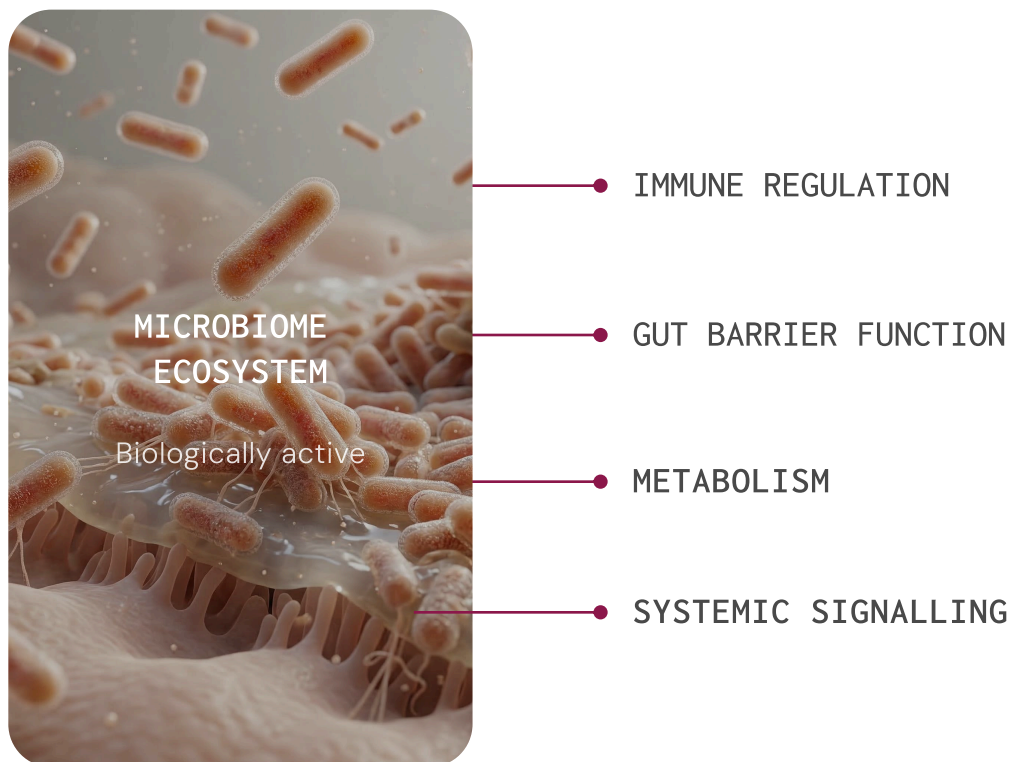 MICROBIOME
ECOSYSTEM
Biologically active
IMMUNE REGULATION
GUT BARRIER FUNCTION
METABOLISM
SYSTEMIC SIGNALLING